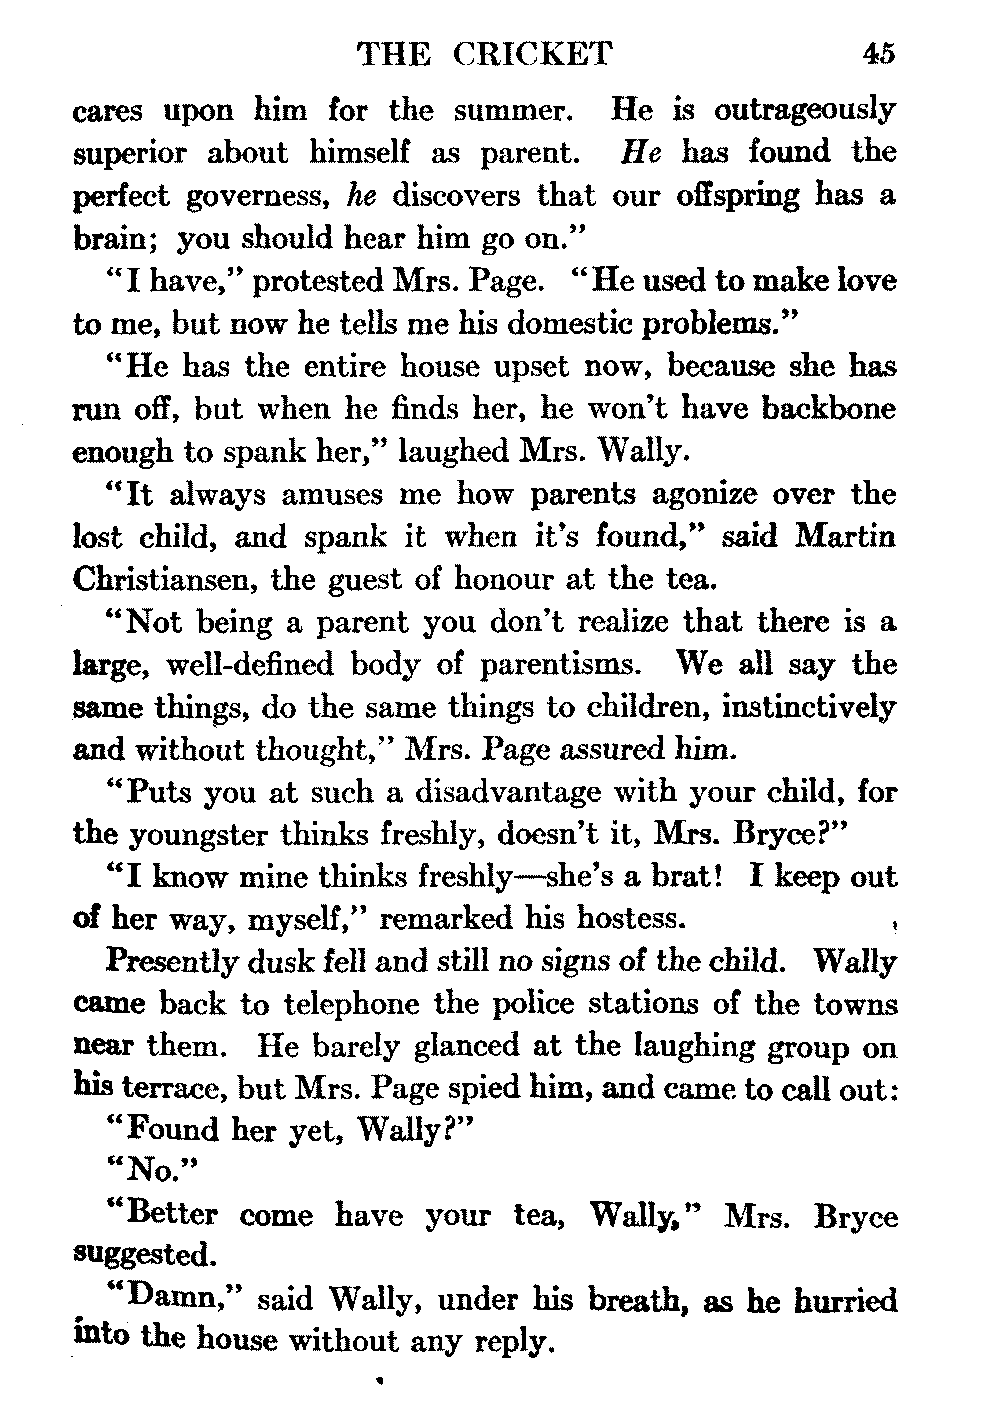 THE CRICKET 45
cares upon him for the summer. He is outrageously
superior about himself as parent. He has found the
perfect governess, he discovers that our offspring has a
brain; you should hear him go on.”
“I have,” protested Mrs. Page. “He used to make love
to me, but now he tells me his domestic problems.”
“He has the entire house upset now, because she has
run off, but when he finds her, he won’t have backbone
enough to spank her,” laughed Mrs. Wally.
“It always amuses me how parents agonize over the
lost child, and spank it when it’s found,” said Martin
Christiansen, the guest of honour at the tea.
“Not being a parent you don’t realize that there is a
large, well-defined body of parentisms. We all say the
same things, do the same things to children, instinctively
and without thought,” Mrs. Page assured him.
“Puts you at such a disadvantage with your child, for
the youngster thinks freshly, doesn’t it, Mrs. Bryce?”
“I know mine thinks freshly—she’s a brat! I keep out
of her way, myself,” remarked his hostess.
Presently dusk fell and still no signs of the child. Wally
came back to telephone the police stations of the towns
near them. He barely glanced at the laughing group on
his terrace, but Mrs. Page spied him, and came to call out:
“Found her yet, Wally?”
“No.”
“Better come have your tea, Wally,” Mrs. Bryce
suggested.
“Damn,” said Wally, under his breath, as he hurried
into the house without any reply.